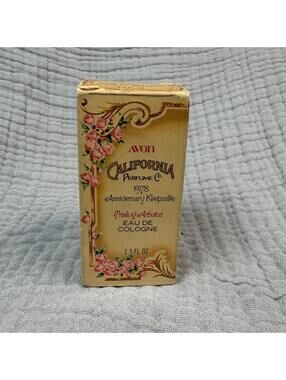 AVON
CALIFORNIA
PERFUME Co.
1978
Anniversary Keepsake
Trailing Arbutus
EAU DE
COLOGNE
1.5 FL. OZ.